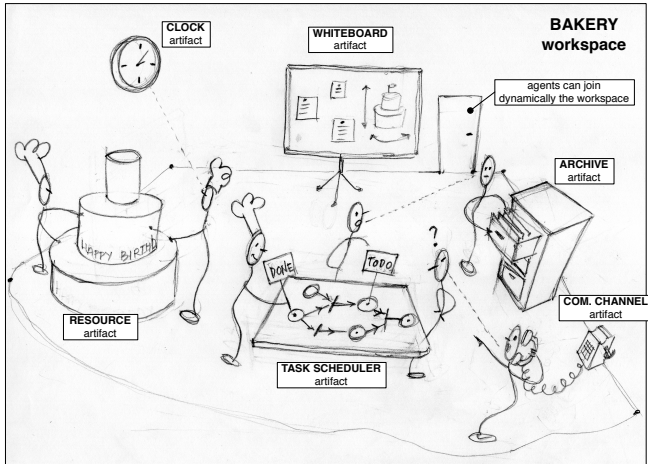 CLOCK
artifact
WHITEBOARD
artifact
BAKERY
workspace
agents can join
dynamically the workspace
ARCHIVE
artifact
HAPPY BIRTHD
DONE
TODO
?
RESOURCE
artifact
COM. CHANNEL
artifact
TASK SCHEDULER
artifact